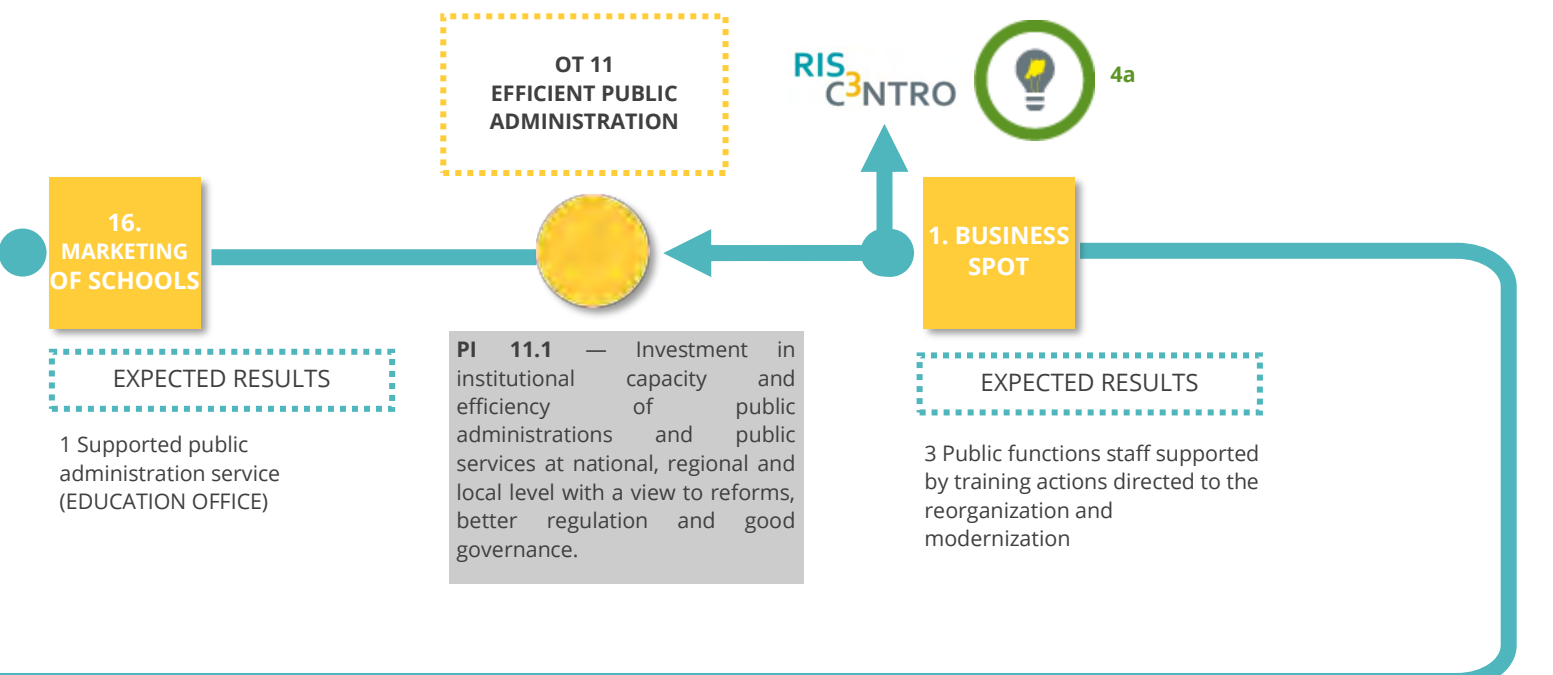 OT 11
EFFICIENT PUBLIC
ADMINISTRATION
RIS
C3NTRO
4a
16.
MARKETING
OF SCHOOLS
1. BUSINESS
SPOT
EXPECTED RESULTS
1 Supported public
administration service
(EDUCATION OFFICE)
PI 11.1 — Investment in
institutional capacity and
efficiency of public
administrations and public
services at national, regional and
local level with a view to reforms,
better regulation and good
governance.
EXPECTED RESULTS
3 Public functions staff supported
by training actions directed to the
reorganization and
modernization